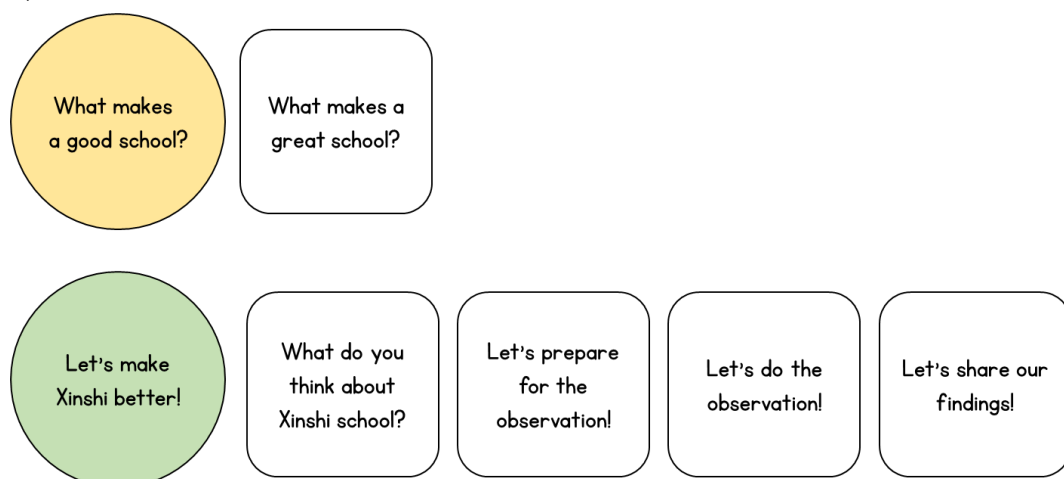 What makes
a good school?
What makes a
great school?
Let's make
Xinshi better!
What do you
think about
Xinshi school?
Let's prepare
for the
observation!
Let's do the
observation!
Let's share our
findings!